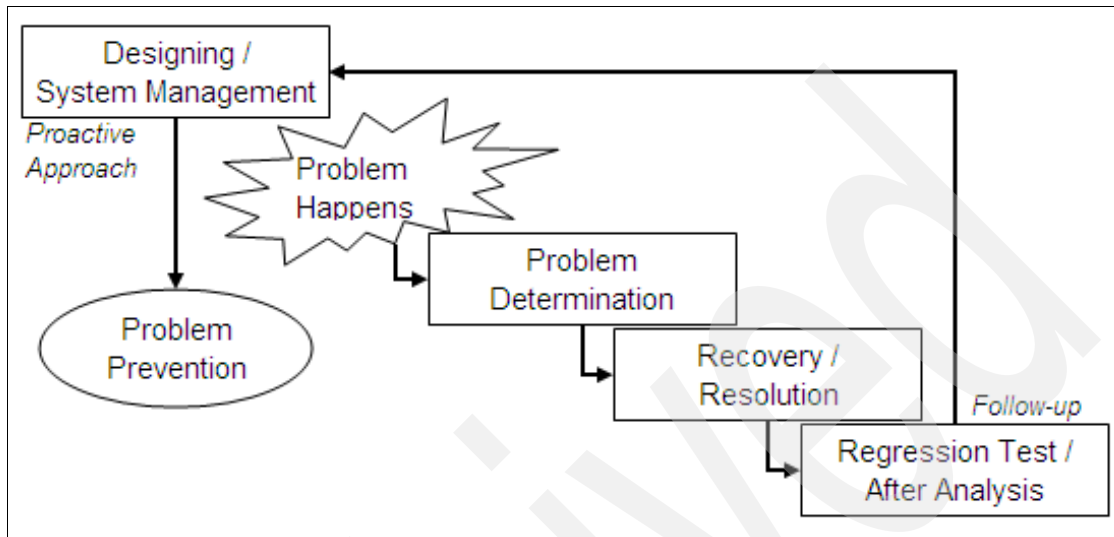 Designing /
System Management
Proactive
Approach
Problem
Happens
Problem
Determination
Problem
Prevention
Recovery /
Resolution
Follow-up
Regression Test /
After Analysis